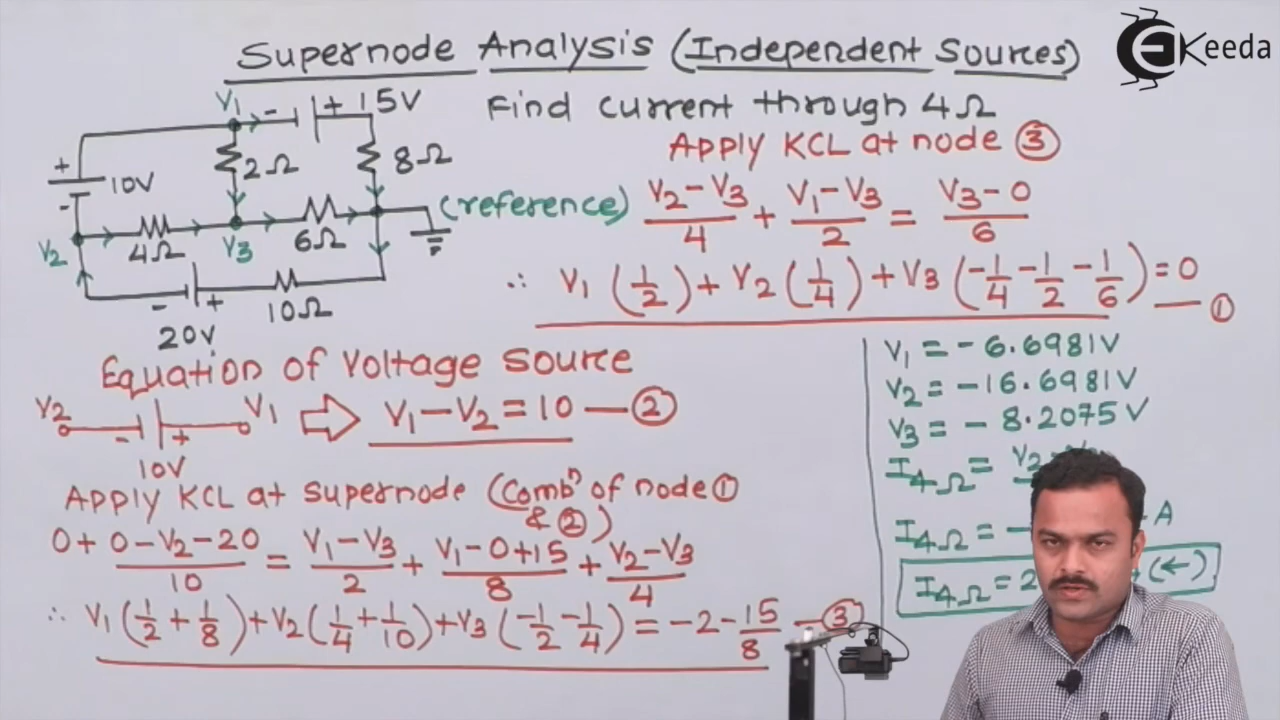 Supernode Analysis (Independent Sources)
Keeda
Find current through 4Ω
V1 - + 15V
+ 10V -
2Ω
8Ω
V2 4Ω V3 6Ω (reference)
- + 10Ω
20V
Apply KCL at node ③
(V2-V3)/4 + (V1-V3)/2 = (V3-0)/6
∴ V1 (1/2) + V2 (1/4) + V3 (-1/4 - 1/2 - 1/6) = 0 — ①
Equation of Voltage source
V2 - + V1 ⇒ V1 - V2 = 10 — ②
10V
Apply KCL at supernode (Combⁿ of node ①
& ②)
0 + (0-V2-20)/10 = (V1-V3)/2 + (V1-0+15)/8 + (V2-V3)/4
∴ V1 (1/2 + 1/8) + V2 (1/4 + 1/10) + V3 (-1/2 - 1/4) = -2 - 15/8 — ③
V1 = -6.6981V
V2 = -16.6981V
V3 = -8.2075V
I4Ω = V2 -
I4Ω = - A
I4Ω = 2 (←)